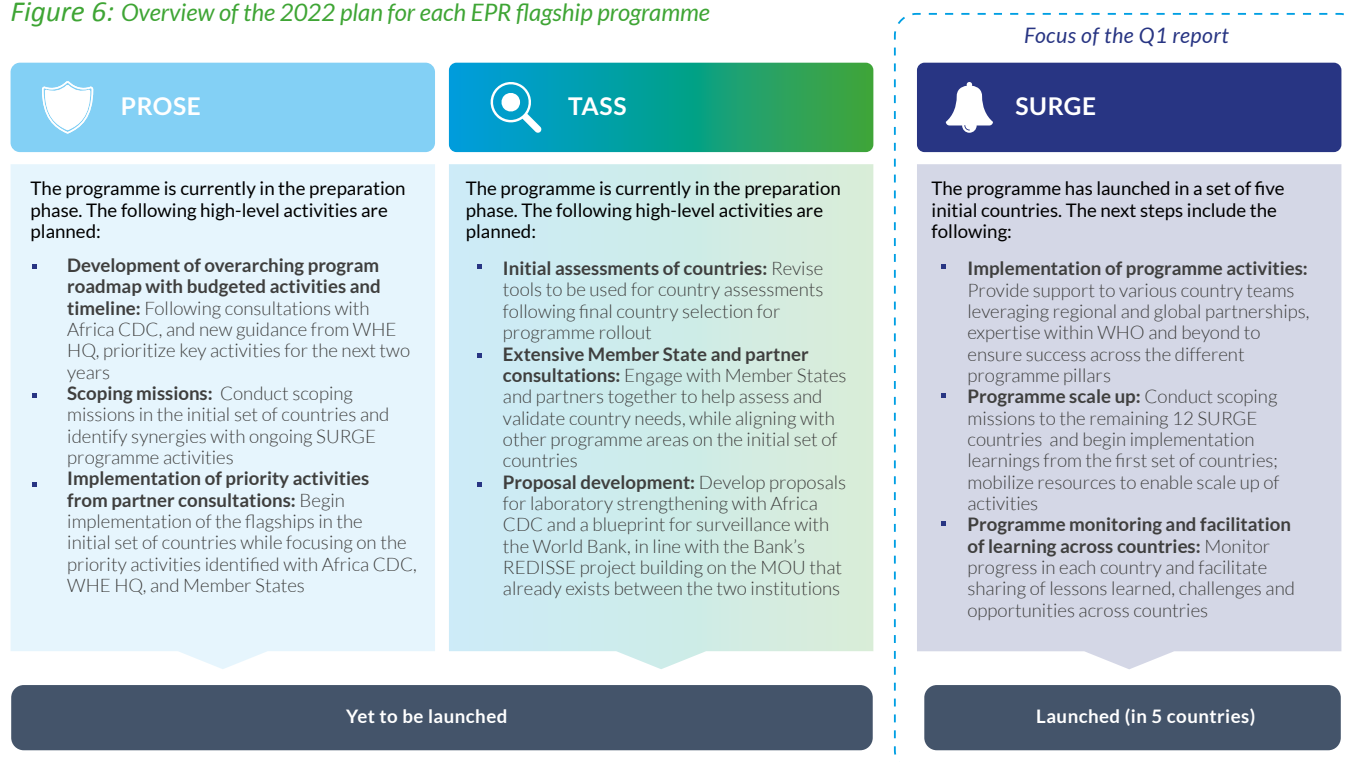 Figure 6: Overview of the 2022 plan for each EPR flagship programme
PROSE
The programme is currently in the preparation
phase. The following high-level activities are
planned:
▪ Development of overarching program
roadmap with budgeted activities and
timeline: Following consultations with
Africa CDC, and new guidance from WHE
HQ, prioritize key activities for the next two
years
▪ Scoping missions: Conduct scoping
missions in the initial set of countries and
identify synergies with ongoing SURGE
programme activities
▪ Implementation of priority activities
from partner consultations: Begin
implementation of the flagships in the
initial set of countries while focusing on the
priority activities identified with Africa CDC,
WHE HQ, and Member States
TASS
The programme is currently in the preparation
phase. The following high-level activities are
planned:
▪ Initial assessments of countries: Revise
tools to be used for country assessments
following final country selection for
programme rollout
▪ Extensive Member State and partner
consultations: Engage with Member States
and partners together to help assess and
validate country needs, while aligning with
other programme areas on the initial set of
countries
▪ Proposal development: Develop proposals
for laboratory strengthening with Africa
CDC and a blueprint for surveillance with
the World Bank, in line with the Bank's
REDISSE project building on the MOU that
already exists between the two institutions
Yet to be launched
Focus of the Q1 report
SURGE
The programme has launched in a set of five
initial countries. The next steps include the
following:
▪ Implementation of programme activities:
Provide support to various country teams
leveraging regional and global partnerships,
expertise within WHO and beyond to
ensure success across the different
programme pillars
▪ Programme scale up: Conduct scoping
missions to the remaining 12 SURGE
countries and begin implementation
learnings from the first set of countries;
mobilize resources to enable scale up of
activities
▪ Programme monitoring and facilitation
of learning across countries: Monitor
progress in each country and facilitate
sharing of lessons learned, challenges and
opportunities across countries
Launched (in 5 countries)